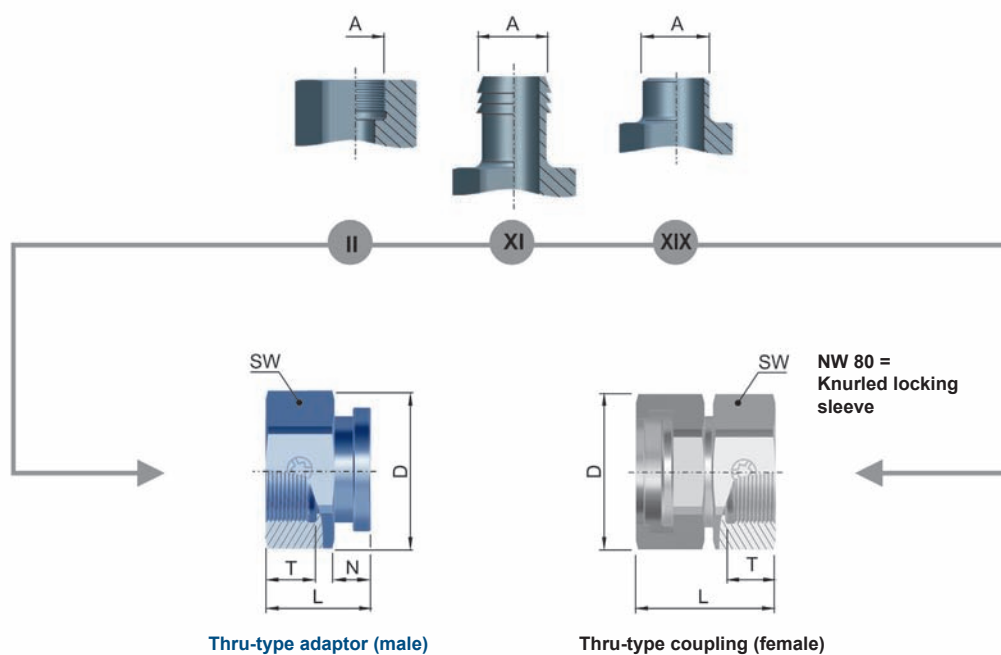 A
A
A
II
XI
XIX
SW
D
T
N
L
SW
NW 80 =
Knurled locking
sleeve
D
T
L
Thru-type adaptor (male)
Thru-type coupling (female)